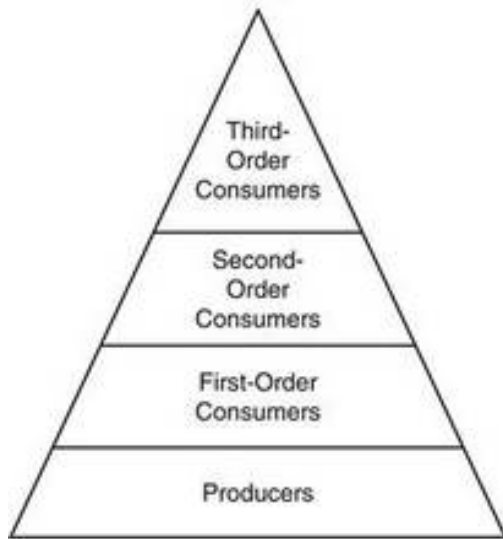 Third-
Order
Consumers
Second-
Order
Consumers
First-Order
Consumers
Producers